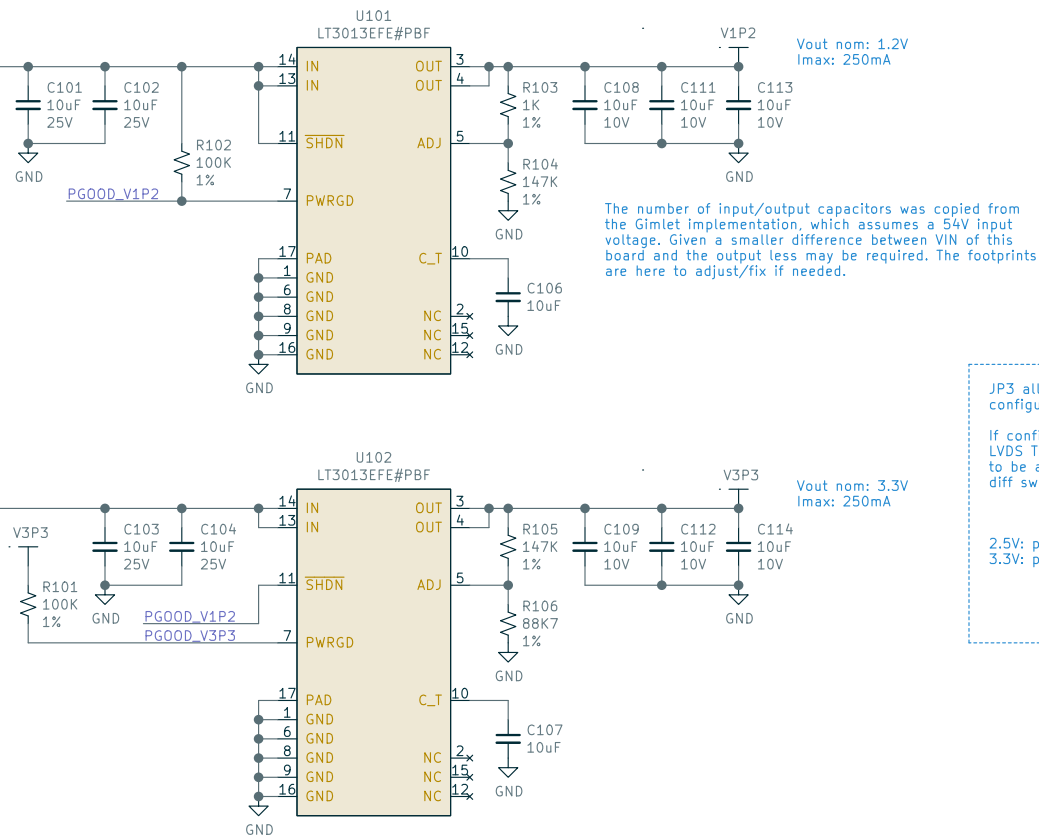 U101
LT3013EFE#PBF
14 IN
13 IN
11 SHDN
7 PWRGD
17 PAD
1 GND
6 GND
8 GND
9 GND
16 GND
OUT 3
OUT 4
ADJ 5
C_T 10
NC 2
NC 15
NC 12
C101
10uF
25V
C102
10uF
25V
GND
R102
100K
1%
PGOOD_V1P2
GND
R103
1K
1%
R104
147K
1%
GND
C106
10uF
GND
C108
10uF
10V
C111
10uF
10V
C113
10uF
10V
GND
V1P2
Vout nom: 1.2V
Imax: 250mA
The number of input/output capacitors was copied from
the Gimlet implementation, which assumes a 54V input
voltage. Given a smaller difference between VIN of this
board and the output less may be required. The footprints
are here to adjust/fix if needed.
JP3 all
configu
If confi
LVDS T
to be a
diff sw
2.5V: p
3.3V: p
U102
LT3013EFE#PBF
14 IN
13 IN
11 SHDN
7 PWRGD
17 PAD
1 GND
6 GND
8 GND
9 GND
16 GND
OUT 3
OUT 4
ADJ 5
C_T 10
NC 2
NC 15
NC 12
V3P3
R101
100K
1%
C103
10uF
25V
C104
10uF
25V
GND
PGOOD_V1P2
PGOOD_V3P3
GND
R105
147K
1%
R106
88K7
1%
GND
C107
10uF
GND
C109
10uF
10V
C112
10uF
10V
C114
10uF
10V
GND
V3P3
Vout nom: 3.3V
Imax: 250mA